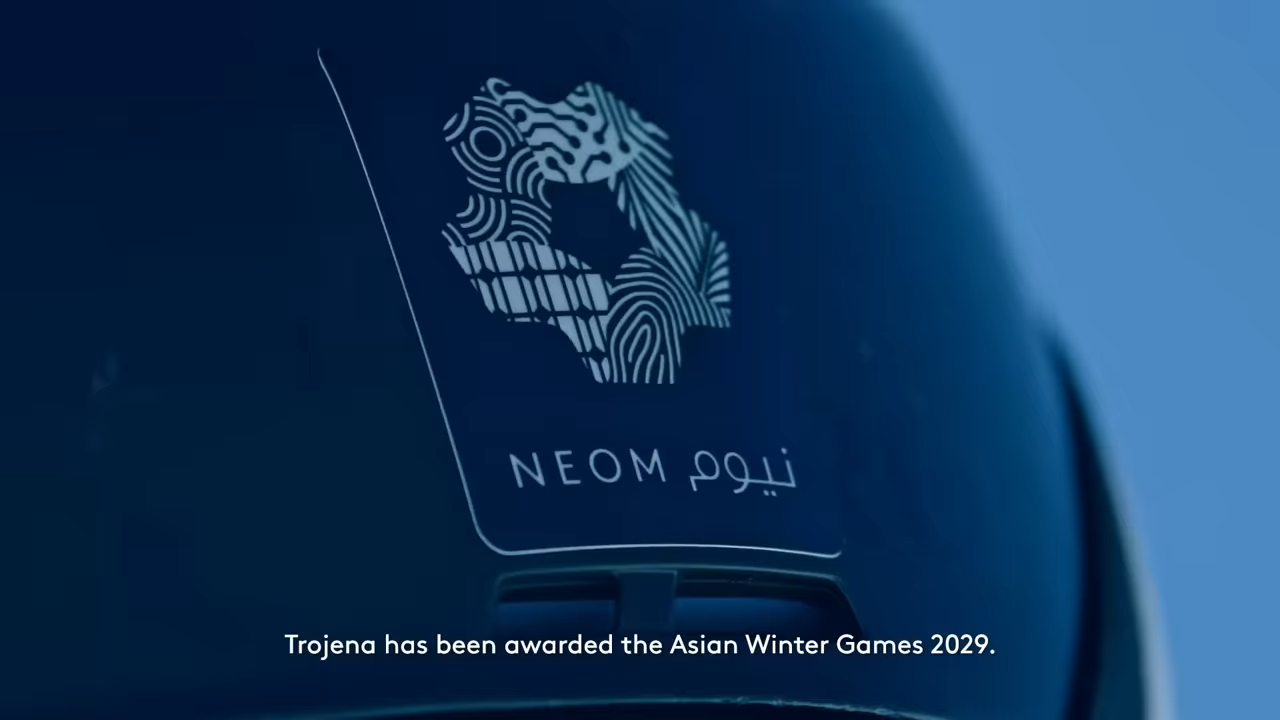 NEOM نيوم
Trojena has been awarded the Asian Winter Games 2029.